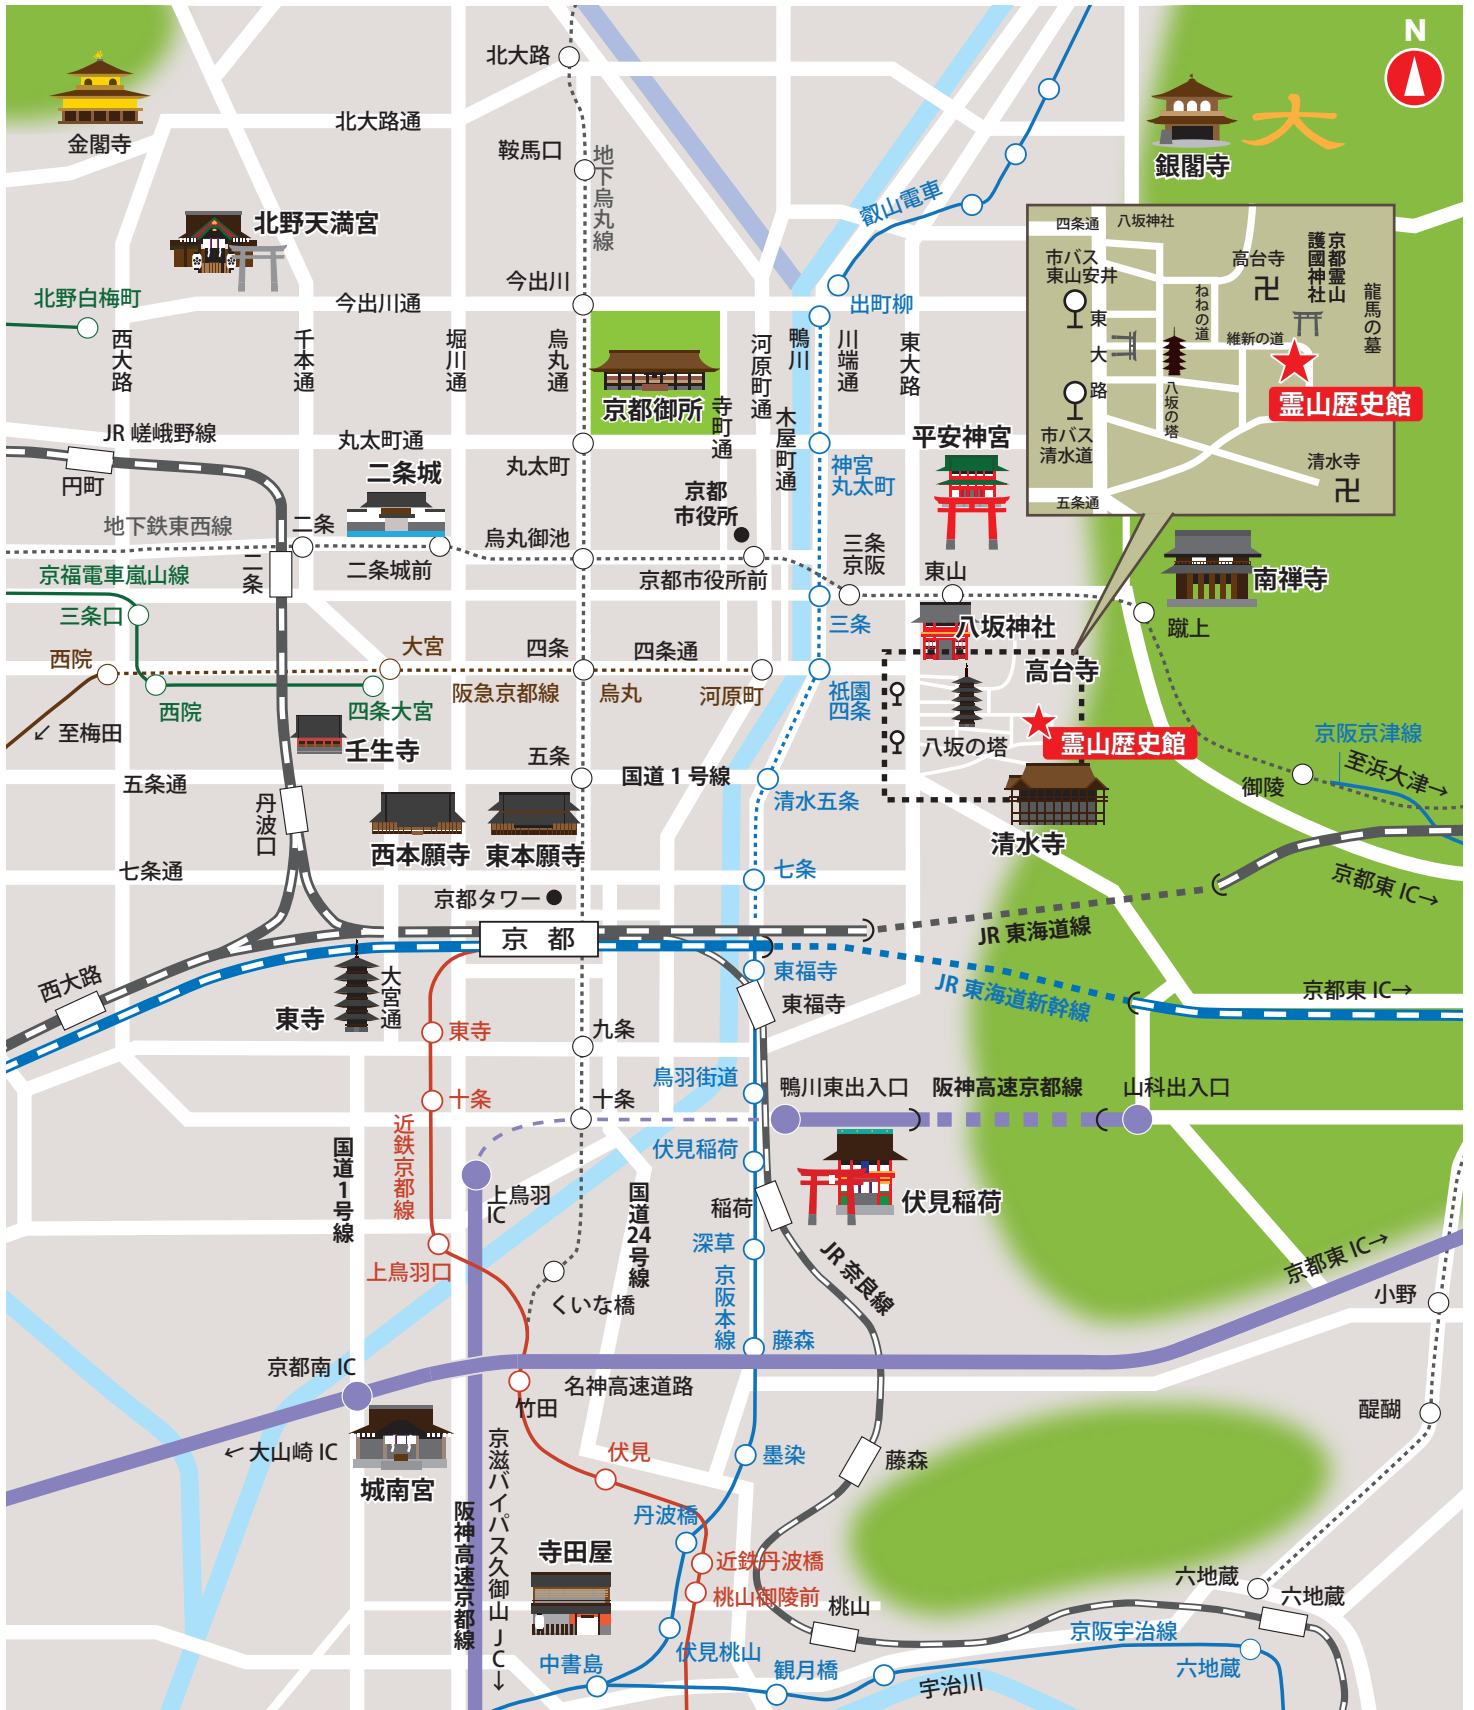 N
北大路
北大路通
金閣寺
鞍馬口
地下烏丸線
叡山電車
銀閣寺
大
北野天満宮
北野白梅町
今出川
今出川通
出町柳
西大路
千本通
堀川通
烏丸通
河原町通
鴨川
川端通
東大路
京都御所
寺町通
木屋町通
四条通
八坂神社
市バス
東山安井
高台寺
卍
京都霊山
護國神社
龍馬の墓
ねねの道
維新の道
東
大
路
八坂の塔
霊山歴史館
市バス
清水道
清水寺
卍
五条通
JR 嵯峨野線
円町
丸太町通
丸太町
神宮
丸太町
平安神宮
二条城
京都
市役所
地下鉄東西線
二条
二条
二条城前
烏丸御池
京都市役所前
三条
京阪
東山
南禅寺
蹴上
京福電車嵐山線
三条口
三条
八坂神社
高台寺
西院
大宮
四条
四条通
阪急京都線
烏丸
河原町
祇園
四条
西院
四条大宮
↙ 至梅田
壬生寺
八坂の塔
霊山歴史館
京阪京津線
至浜大津→
御陵
五条通
五条
国道 1 号線
清水五条
丹波口
清水寺
西本願寺
東本願寺
七条通
七条
京都タワー
京都東 IC→
京 都
JR 東海道線
西大路
大宮通
東寺
東福寺
東福寺
JR 東海道新幹線
京都東 IC→
東寺
九条
十条
十条
鳥羽街道
鴨川東出入口
阪神高速京都線
山科出入口
近鉄京都線
国道1号線
伏見稲荷
上鳥羽
IC
国道24号線
稲荷
伏見稲荷
深草
JR 奈良線
上鳥羽口
くいな橋
京阪本線
京都東 IC→
小野
藤森
京都南 IC
名神高速道路
竹田
← 大山崎 IC
城南宮
京滋バイパス久御山JC→
阪神高速京都線
伏見
墨染
藤森
醍醐
丹波橋
寺田屋
近鉄丹波橋
桃山御陵前
桃山
六地蔵
六地蔵
京阪宇治線
六地蔵
伏見桃山
中書島
観月橋
宇治川